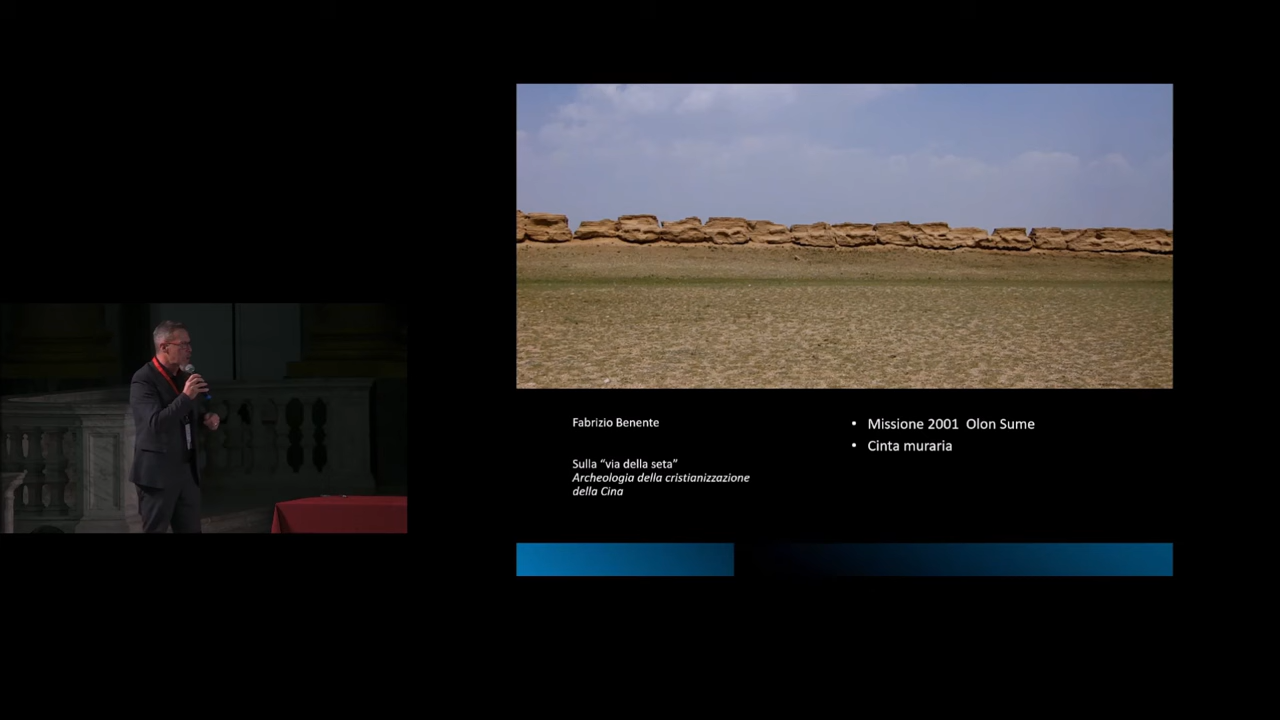 Fabrizio Benente
Sulla “via della seta”
Archeologia della cristianizzazione
della Cina
• Missione 2001  Olon Sume
• Cinta muraria